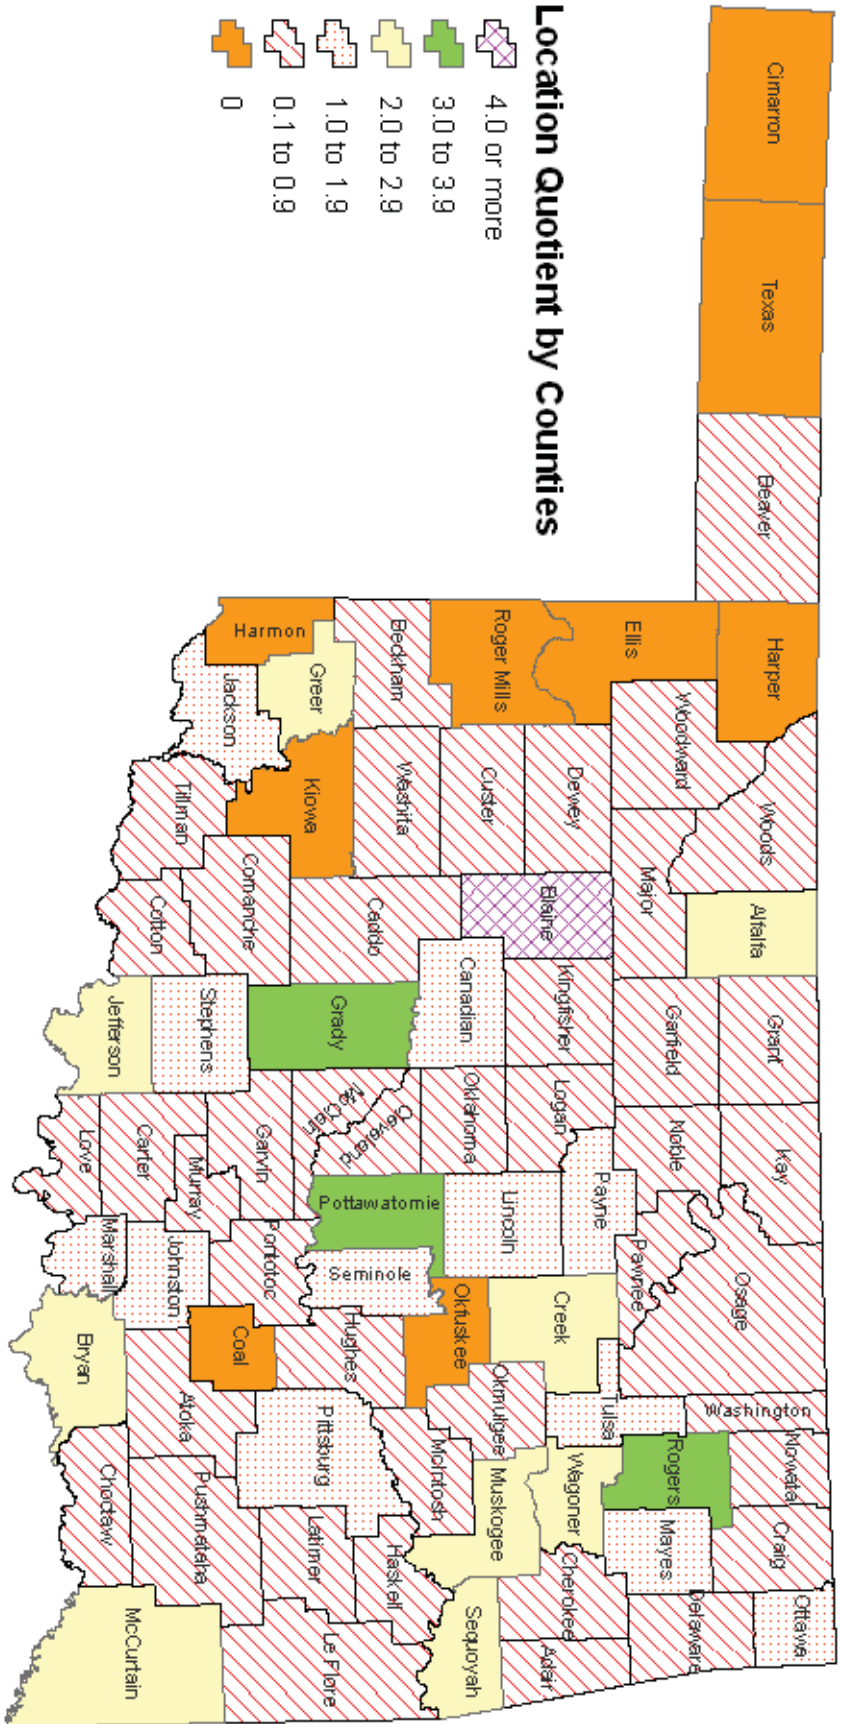 Location Quotient by Counties
4.0 or more
3.0 to 3.9
2.0 to 2.9
1.0 to 1.9
0.1 to 0.9
0
Cimarron
Texas
Beaver
Harper
Woods
Alfalfa
Grant
Kay
Osage
Washington
Nowata
Craig
Ottawa
Ellis
Woodward
Major
Garfield
Noble
Pawnee
Rogers
Mayes
Delaware
Roger Mills
Dewey
Blaine
Kingfisher
Logan
Payne
Creek
Tulsa
Wagoner
Cherokee
Adair
Beckham
Custer
Washita
Canadian
Oklahoma
Lincoln
Okfuskee
Okmulgee
Muskogee
McIntosh
Sequoyah
Harmon
Greer
Kiowa
Caddo
Grady
McClain
Cleveland
Pottawatomie
Seminole
Hughes
Pittsburg
Haskell
Latimer
Le Flore
Jackson
Tillman
Comanche
Cotton
Stephens
Jefferson
Garvin
Murray
Carter
Love
Pontotoc
Johnston
Marshall
Coal
Atoka
Bryan
Pushmataha
Choctaw
McCurtain